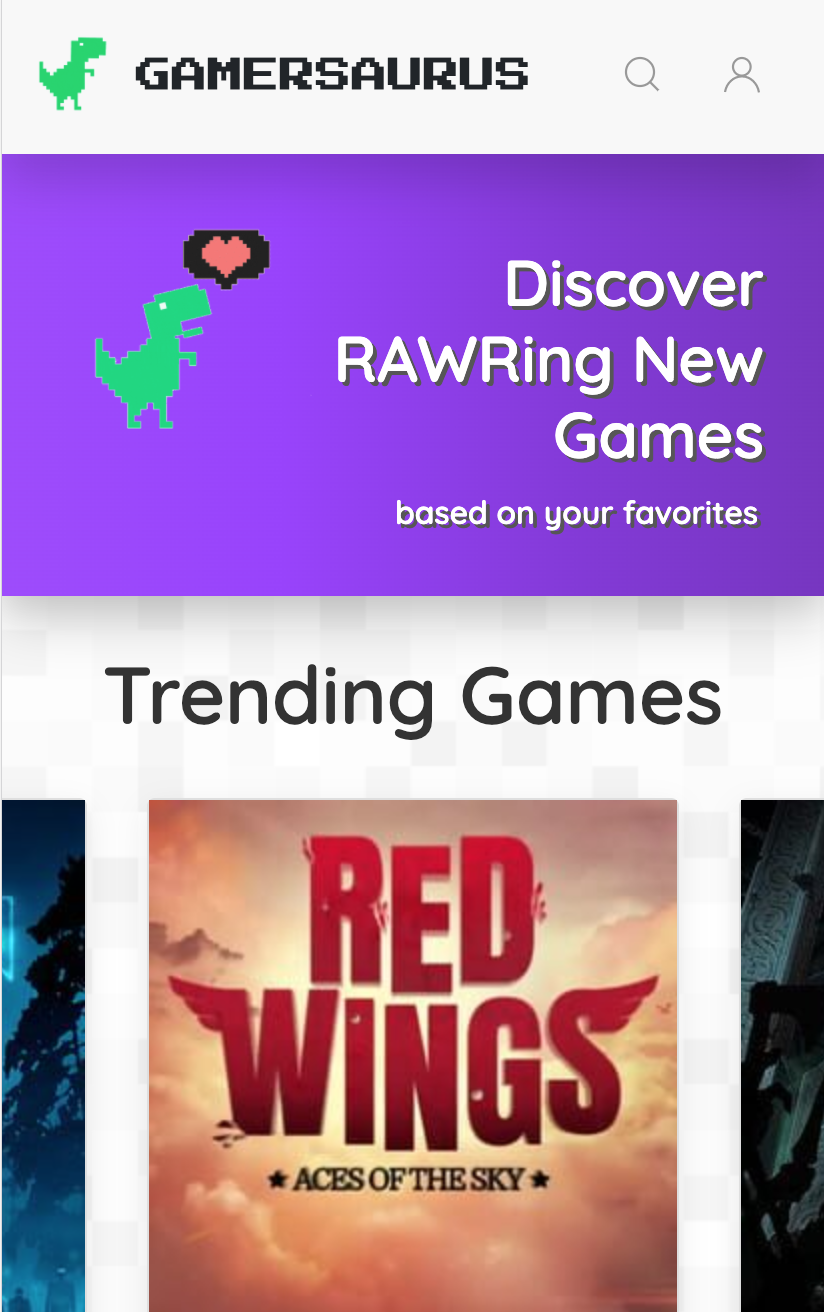 GAMERSAURUS
Discover
RAWRing New
Games
based on your favorites
Trending Games
RED
WINGS
★ ACES OF THE SKY ★